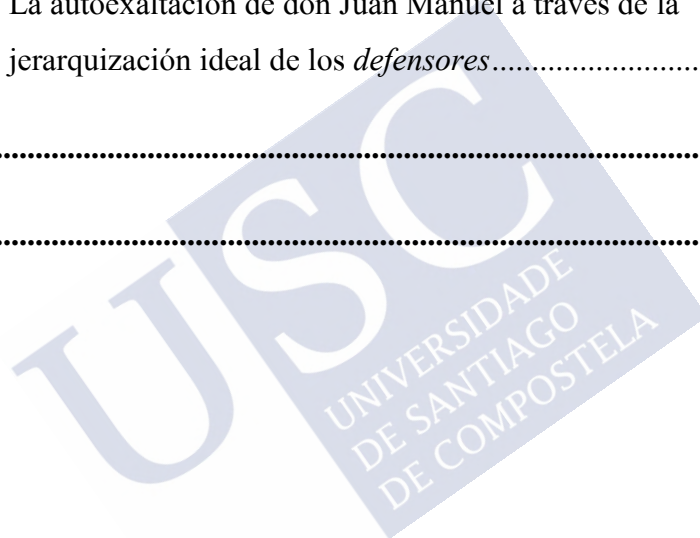 La autoexaltación de don Juan Manuel a través de la
jerarquización ideal de los defensores.........................
..........................................................................................
..........................................................................................
USC
UNIVERSIDADE
DE SANTIAGO
DE COMPOSTELA